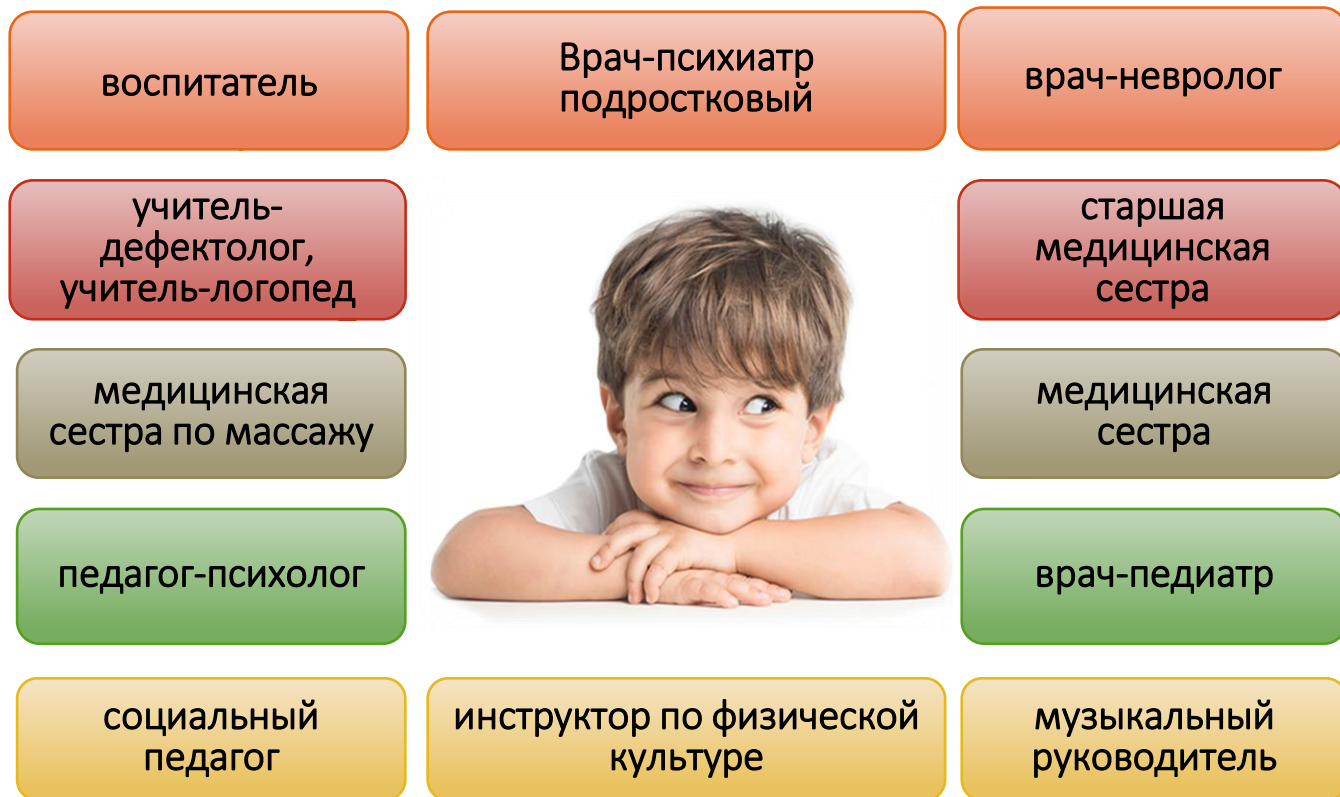 воспитатель
Врач-психиатр
подростковый
врач-невролог
учитель-
дефектолог,
учитель-логопед
старшая
медицинская
сестра
медицинская
сестра по массажу
медицинская
сестра
педагог-психолог
врач-педиатр
социальный
педагог
инструктор по физической
культуре
музыкальный
руководитель